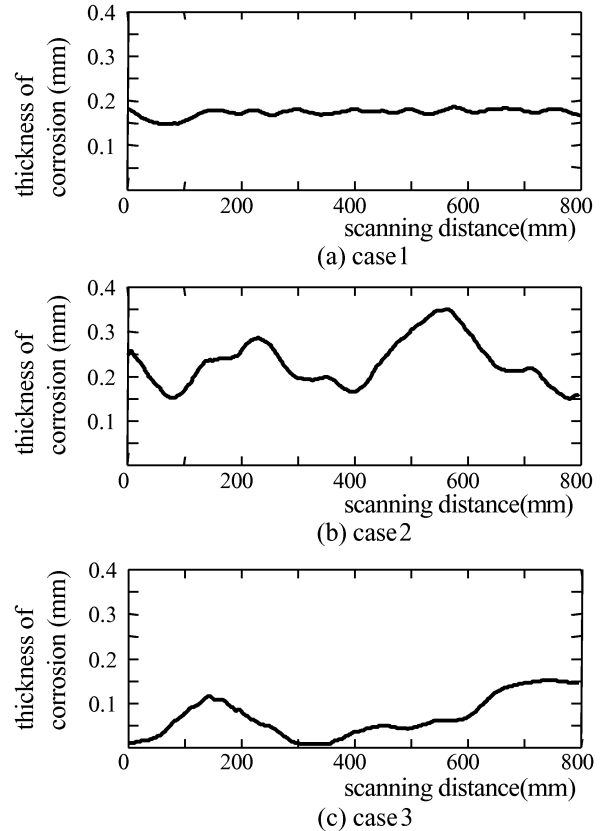 0.4
0.3
0.2
0.1
thickness of
corrosion (mm)
0 200 400 600 800
scanning distance(mm)
(a) case1
0.4
0.3
0.2
0.1
thickness of
corrosion (mm)
0 200 400 600 800
scanning distance(mm)
(b) case2
0.4
0.3
0.2
0.1
thickness of
corrosion (mm)
0 200 400 600 800
scanning distance(mm)
(c) case3